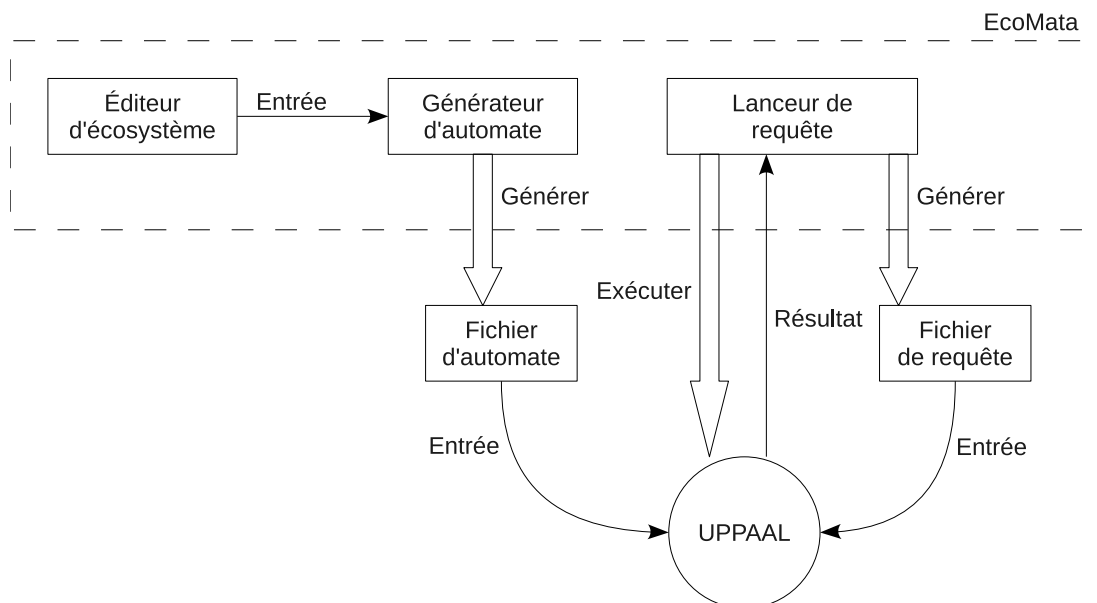 EcoMata
Éditeur
d'écosystème
Entrée
Générateur
d'automate
Lanceur de
requête
Générer
Générer
Exécuter
Résultat
Fichier
d'automate
Fichier
de requête
Entrée
Entrée
UPPAAL